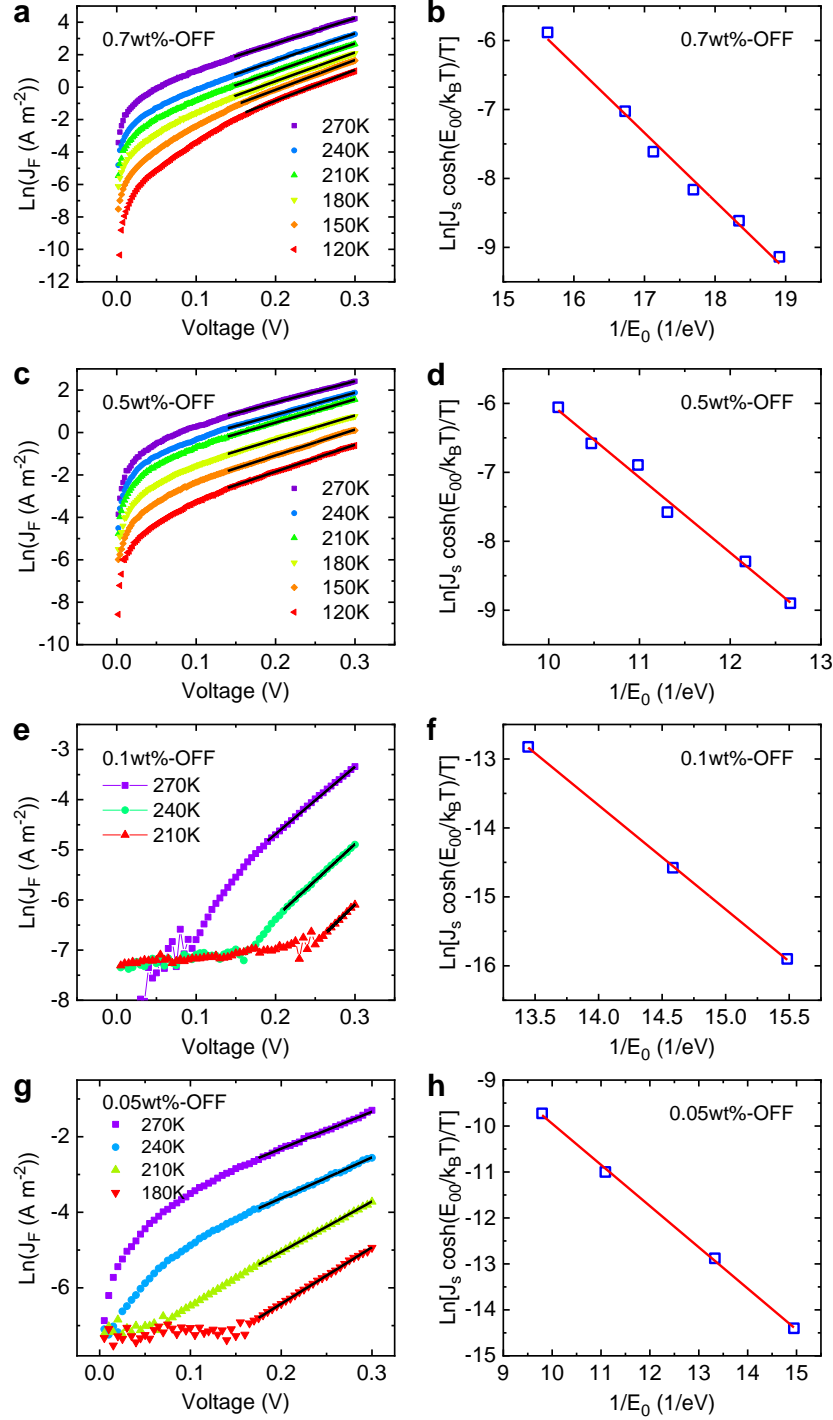 a
0.7wt%-OFF
Ln(J_F (A m⁻²))
4
2
0
-2
-4
-6
-8
-10
-12
270K
240K
210K
180K
150K
120K
0.0 0.1 0.2 0.3
Voltage (V)
b
0.7wt%-OFF
Ln[J_s cosh(E_00/k_BT)/T]
-6
-7
-8
-9
15 16 17 18 19
1/E_0 (1/eV)
c
0.5wt%-OFF
Ln(J_F (A m⁻²))
2
0
-2
-4
-6
-8
-10
270K
240K
210K
180K
150K
120K
0.0 0.1 0.2 0.3
Voltage (V)
d
0.5wt%-OFF
Ln[J_s cosh(E_00/k_BT)/T]
-6
-7
-8
-9
10 11 12 13
1/E_0 (1/eV)
e
0.1wt%-OFF
Ln(J_F (A m⁻²))
-3
-4
-5
-6
-7
-8
270K
240K
210K
0.0 0.1 0.2 0.3
Voltage (V)
f
0.1wt%-OFF
Ln[J_s cosh(E_00/k_BT)/T]
-13
-14
-15
-16
13.5 14.0 14.5 15.0 15.5
1/E_0 (1/eV)
g
0.05wt%-OFF
Ln(J_F (A m⁻²))
-2
-4
-6
270K
240K
210K
180K
0.0 0.1 0.2 0.3
Voltage (V)
h
0.05wt%-OFF
Ln[J_s cosh(E_00/k_BT)/T]
-9
-10
-11
-12
-13
-14
-15
9 10 11 12 13 14 15
1/E_0 (1/eV)